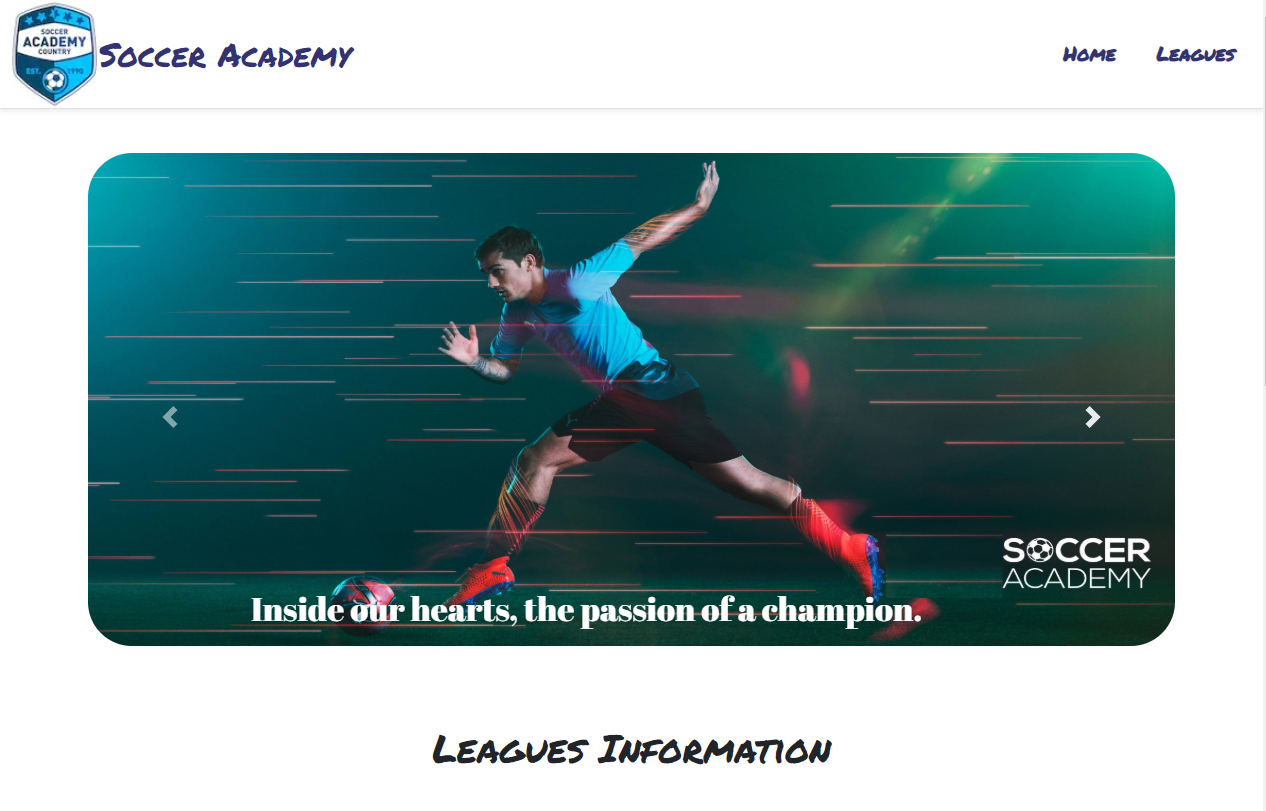 SOCCER
ACADEMY
COUNTRY
EST. 1990
Soccer Academy
Home Leagues
SOCCER
ACADEMY
Inside our hearts, the passion of a champion.
Leagues Information